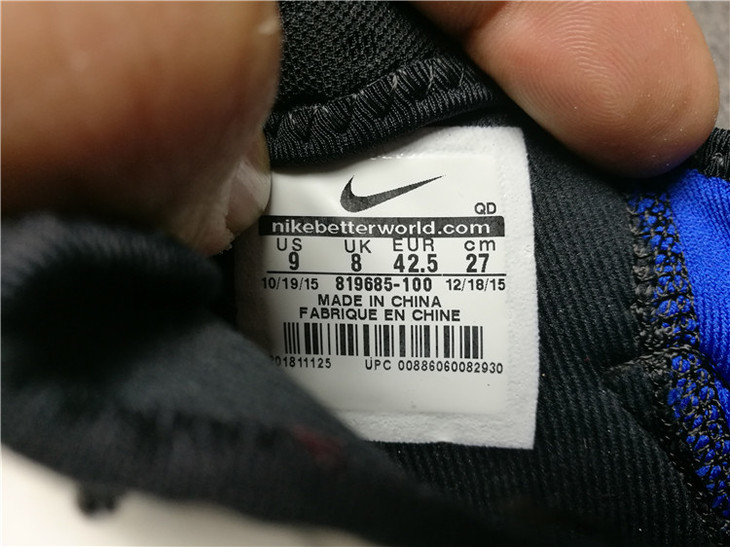 QD
nikebetterworld.com
US UK EUR cm
9 8 42.5 27
10/19/15 819685-100 12/18/15
MADE IN CHINA
FABRIQUE EN CHINE
UPC 00886060082930